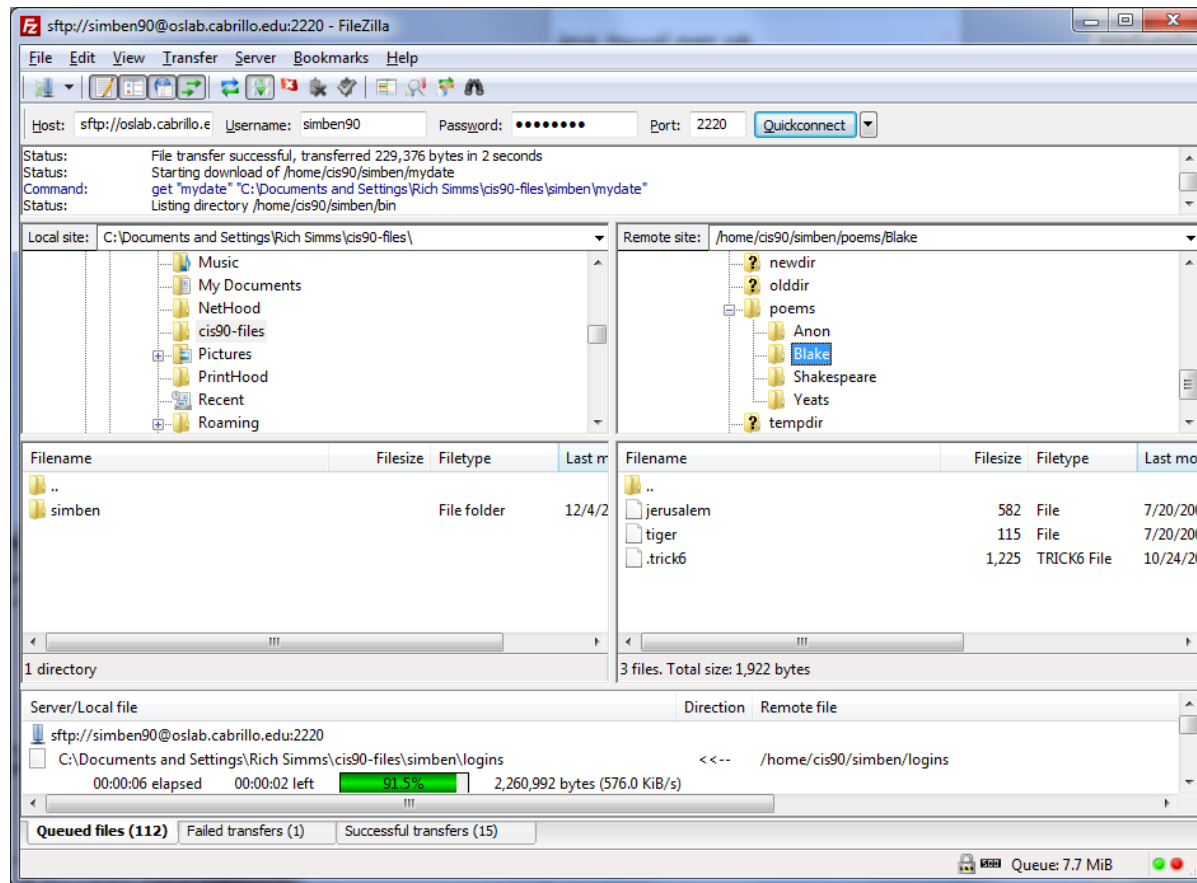 sftp://simben90@oslab.cabrillo.edu:2220 - FileZilla
File Edit View Transfer Server Bookmarks Help
Host: sftp://oslab.cabrillo.e Username: simben90 Password: ●●●●●●●● Port: 2220 Quickconnect
Status: File transfer successful, transferred 229,376 bytes in 2 seconds
Status: Starting download of /home/cis90/simben/mydate
Command: get "mydate" "C:\Documents and Settings\Rich Simms\cis90-files\simben\mydate"
Status: Listing directory /home/cis90/simben/bin
Local site: C:\Documents and Settings\Rich Simms\cis90-files\
Music
My Documents
NetHood
cis90-files
Pictures
PrintHood
Recent
Roaming
Remote site: /home/cis90/simben/poems/Blake
newdir
olddir
poems
Anon
Blake
Shakespeare
Yeats
tempdir
Filename Filesize Filetype Last m
..
simben File folder 12/4/2
1 directory
Filename Filesize Filetype Last mo
..
jerusalem 582 File 7/20/200
tiger 115 File 7/20/200
.trick6 1,225 TRICK6 File 10/24/20
3 files. Total size: 1,922 bytes
Server/Local file Direction Remote file
sftp://simben90@oslab.cabrillo.edu:2220
C:\Documents and Settings\Rich Simms\cis90-files\simben\logins <<-- /home/cis90/simben/logins
00:00:06 elapsed 00:00:02 left 91.5% 2,260,992 bytes (576.0 KiB/s)
Queued files (112) Failed transfers (1) Successful transfers (15)
Queue: 7.7 MiB